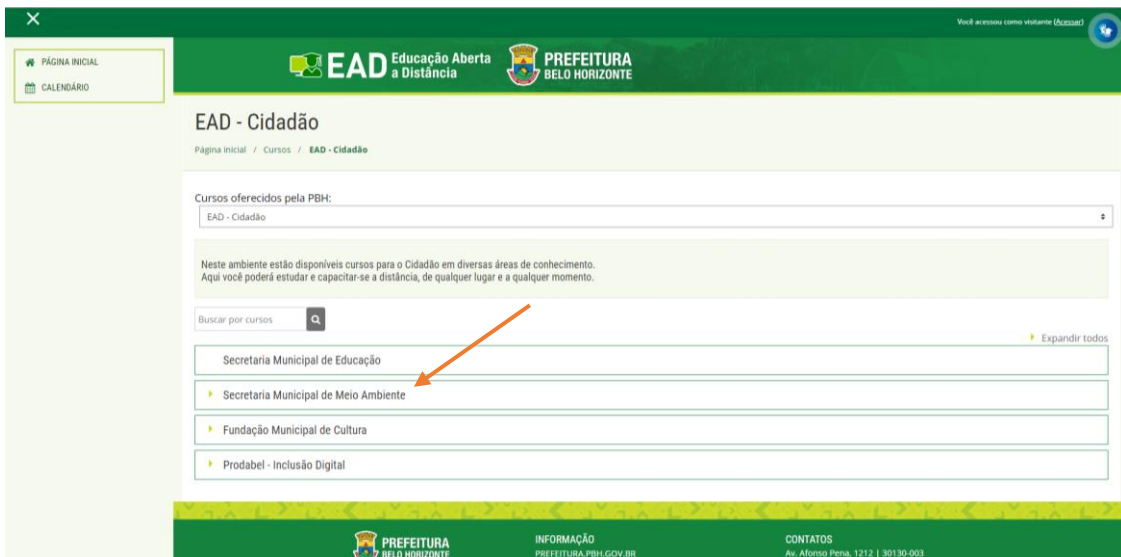 Você acessou como visitante (Acessar)
PÁGINA INICIAL
CALENDÁRIO
EAD Educação Aberta
a Distância
PREFEITURA
BELO HORIZONTE
EAD - Cidadão
Página inicial / Cursos / EAD - Cidadão
Cursos oferecidos pela PBH:
EAD - Cidadão
Neste ambiente estão disponíveis cursos para o Cidadão em diversas áreas de conhecimento.
Aqui você poderá estudar e capacitar-se a distância, de qualquer lugar e a qualquer momento.
Buscar por cursos
Expandir todos
Secretaria Municipal de Educação
Secretaria Municipal de Meio Ambiente
Fundação Municipal de Cultura
Prodabel - Inclusão Digital
PREFEITURA
BELO HORIZONTE
INFORMAÇÃO
PREFEITURA.PBH.GOV.BR
CONTATOS
Av. Afonso Pena, 1212 | 30130-003